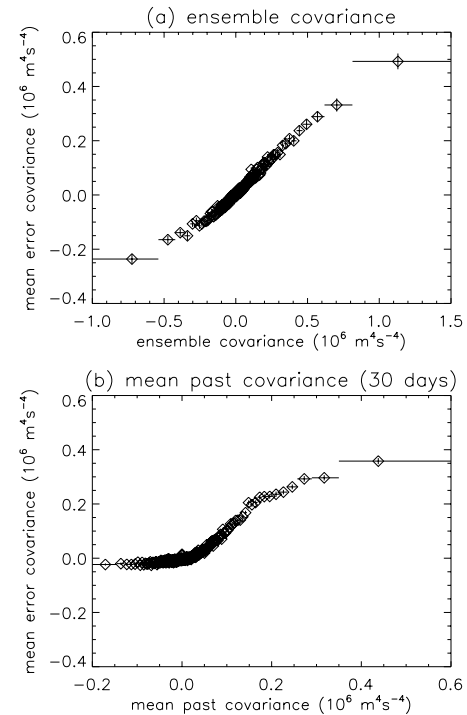 (a) ensemble covariance
mean error covariance (10⁶ m⁴s⁻⁴)
0.6
0.4
0.2
0.0
−0.2
−0.4
−1.0 −0.5 0.0 0.5 1.0 1.5
ensemble covariance (10⁶ m⁴s⁻⁴)
(b) mean past covariance (30 days)
mean error covariance (10⁶ m⁴s⁻⁴)
0.6
0.4
0.2
0.0
−0.2
−0.4
−0.2 0.0 0.2 0.4 0.6
mean past covariance (10⁶ m⁴s⁻⁴)